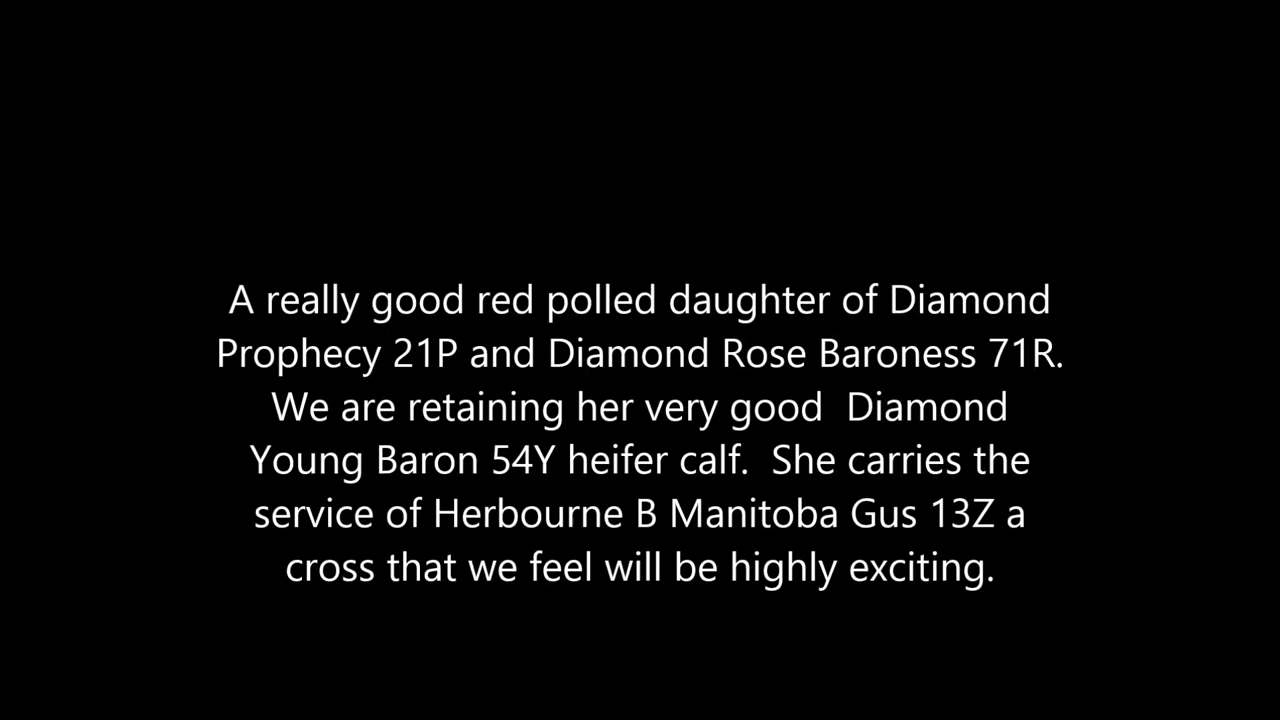 A really good red polled daughter of Diamond
Prophecy 21P and Diamond Rose Baroness 71R.
We are retaining her very good  Diamond
Young Baron 54Y heifer calf.  She carries the
service of Herbourne B Manitoba Gus 13Z a
cross that we feel will be highly exciting.